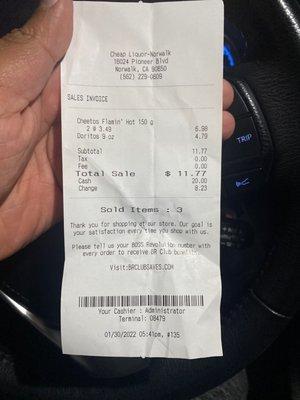 Cheap Liquor-Norwalk
16024 Pioneer Blvd
Norwalk, CA 90650
(562) 229-0609
SALES INVOICE
Cheetos Flamin' Hot 150 g
2 @ 3.49 6.98
Doritos 9 oz 4.79
Subtotal 11.77
Tax 0.00
Fee 0.00
Total Sale $ 11.77
Cash 20.00
Change 8.23
Sold Items : 3
Thank you for shopping at our store. Our goal is
your satisfaction every time you shop with us.
Please tell us your BOSS Revolution number with
every order to receive BR Club benefits.
Visit:BRCLUBSAVES.COM
Your Cashier : Administrator
Terminal: 08479
01/30/2022 05:41pm, #135
TRIP